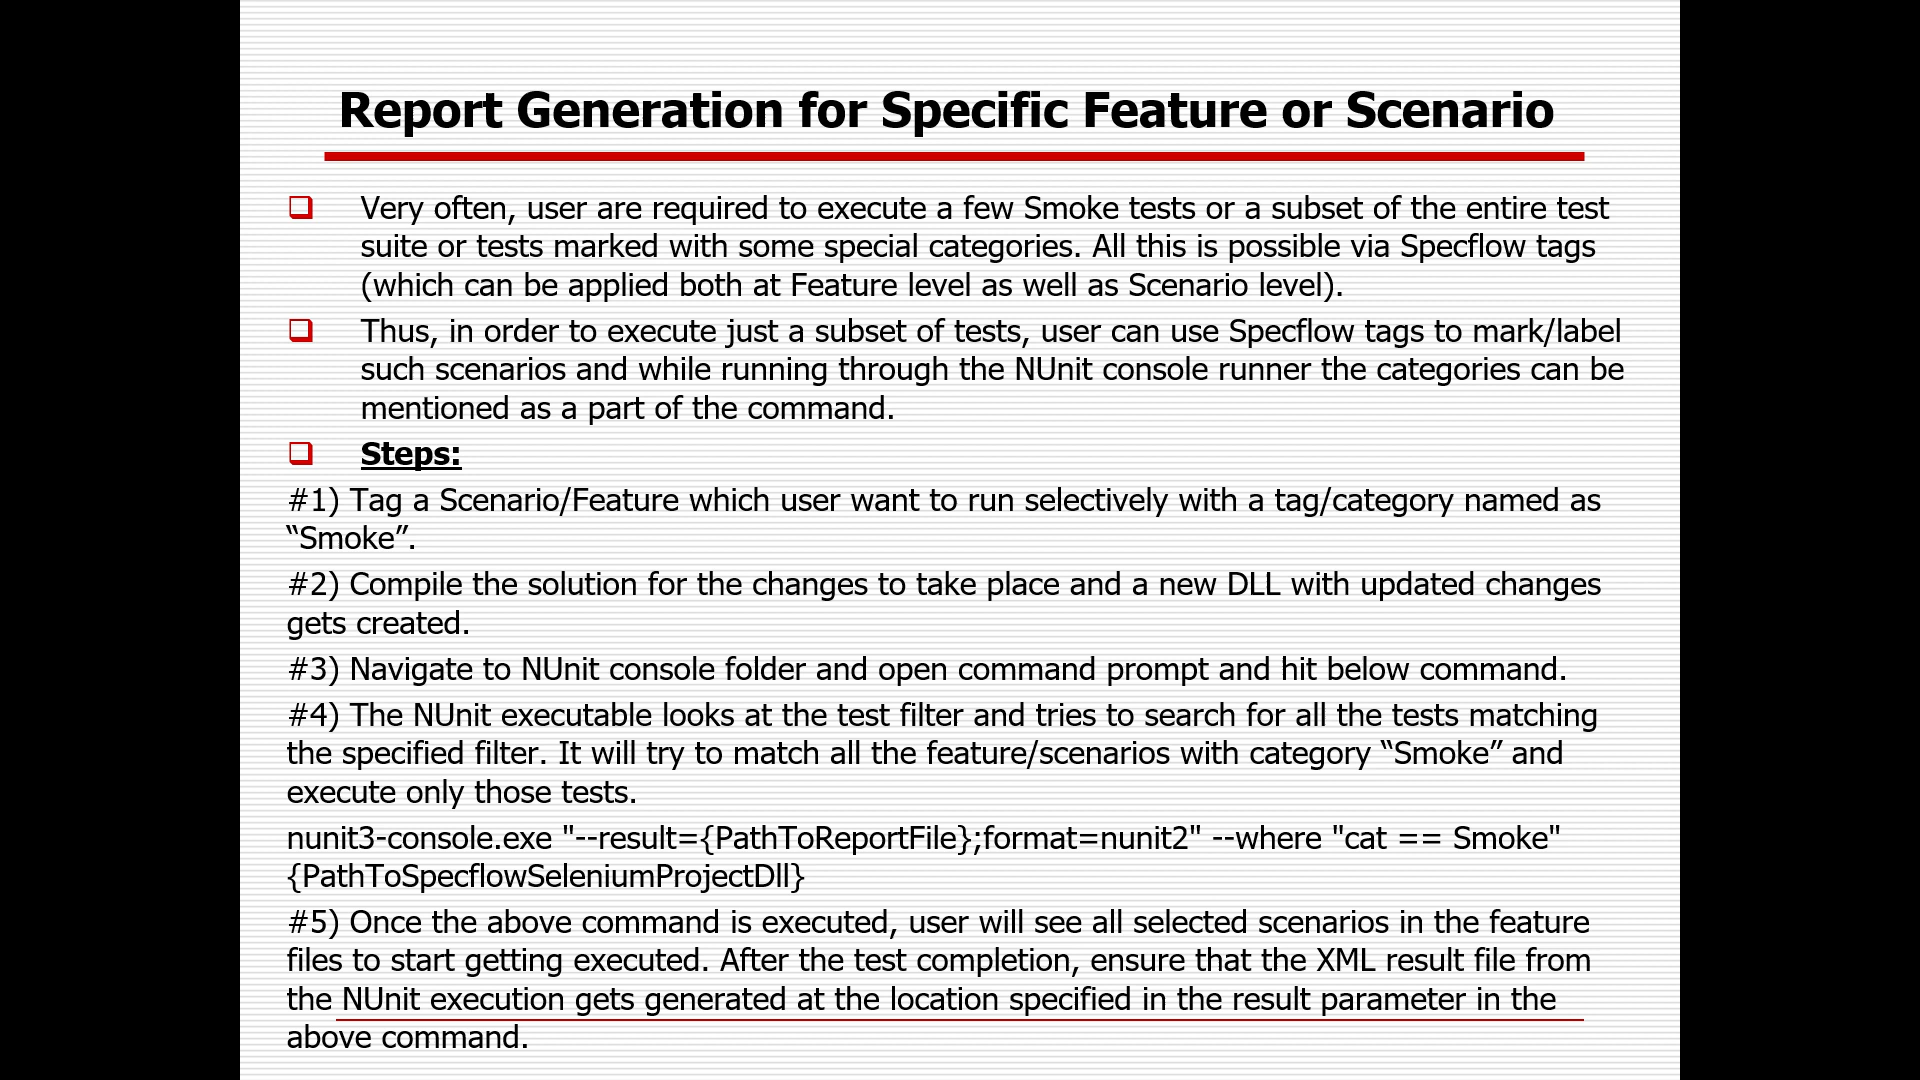 Report Generation for Specific Feature or Scenario
Very often, user are required to execute a few Smoke tests or a subset of the entire test
suite or tests marked with some special categories. All this is possible via Specflow tags
(which can be applied both at Feature level as well as Scenario level).
Thus, in order to execute just a subset of tests, user can use Specflow tags to mark/label
such scenarios and while running through the NUnit console runner the categories can be
mentioned as a part of the command.
Steps:
#1) Tag a Scenario/Feature which user want to run selectively with a tag/category named as
“Smoke”.
#2) Compile the solution for the changes to take place and a new DLL with updated changes
gets created.
#3) Navigate to NUnit console folder and open command prompt and hit below command.
#4) The NUnit executable looks at the test filter and tries to search for all the tests matching
the specified filter. It will try to match all the feature/scenarios with category “Smoke” and
execute only those tests.
nunit3-console.exe "--result={PathToReportFile};format=nunit2" --where "cat == Smoke"
{PathToSpecflowSeleniumProjectDll}
#5) Once the above command is executed, user will see all selected scenarios in the feature
files to start getting executed. After the test completion, ensure that the XML result file from
the NUnit execution gets generated at the location specified in the result parameter in the
above command.